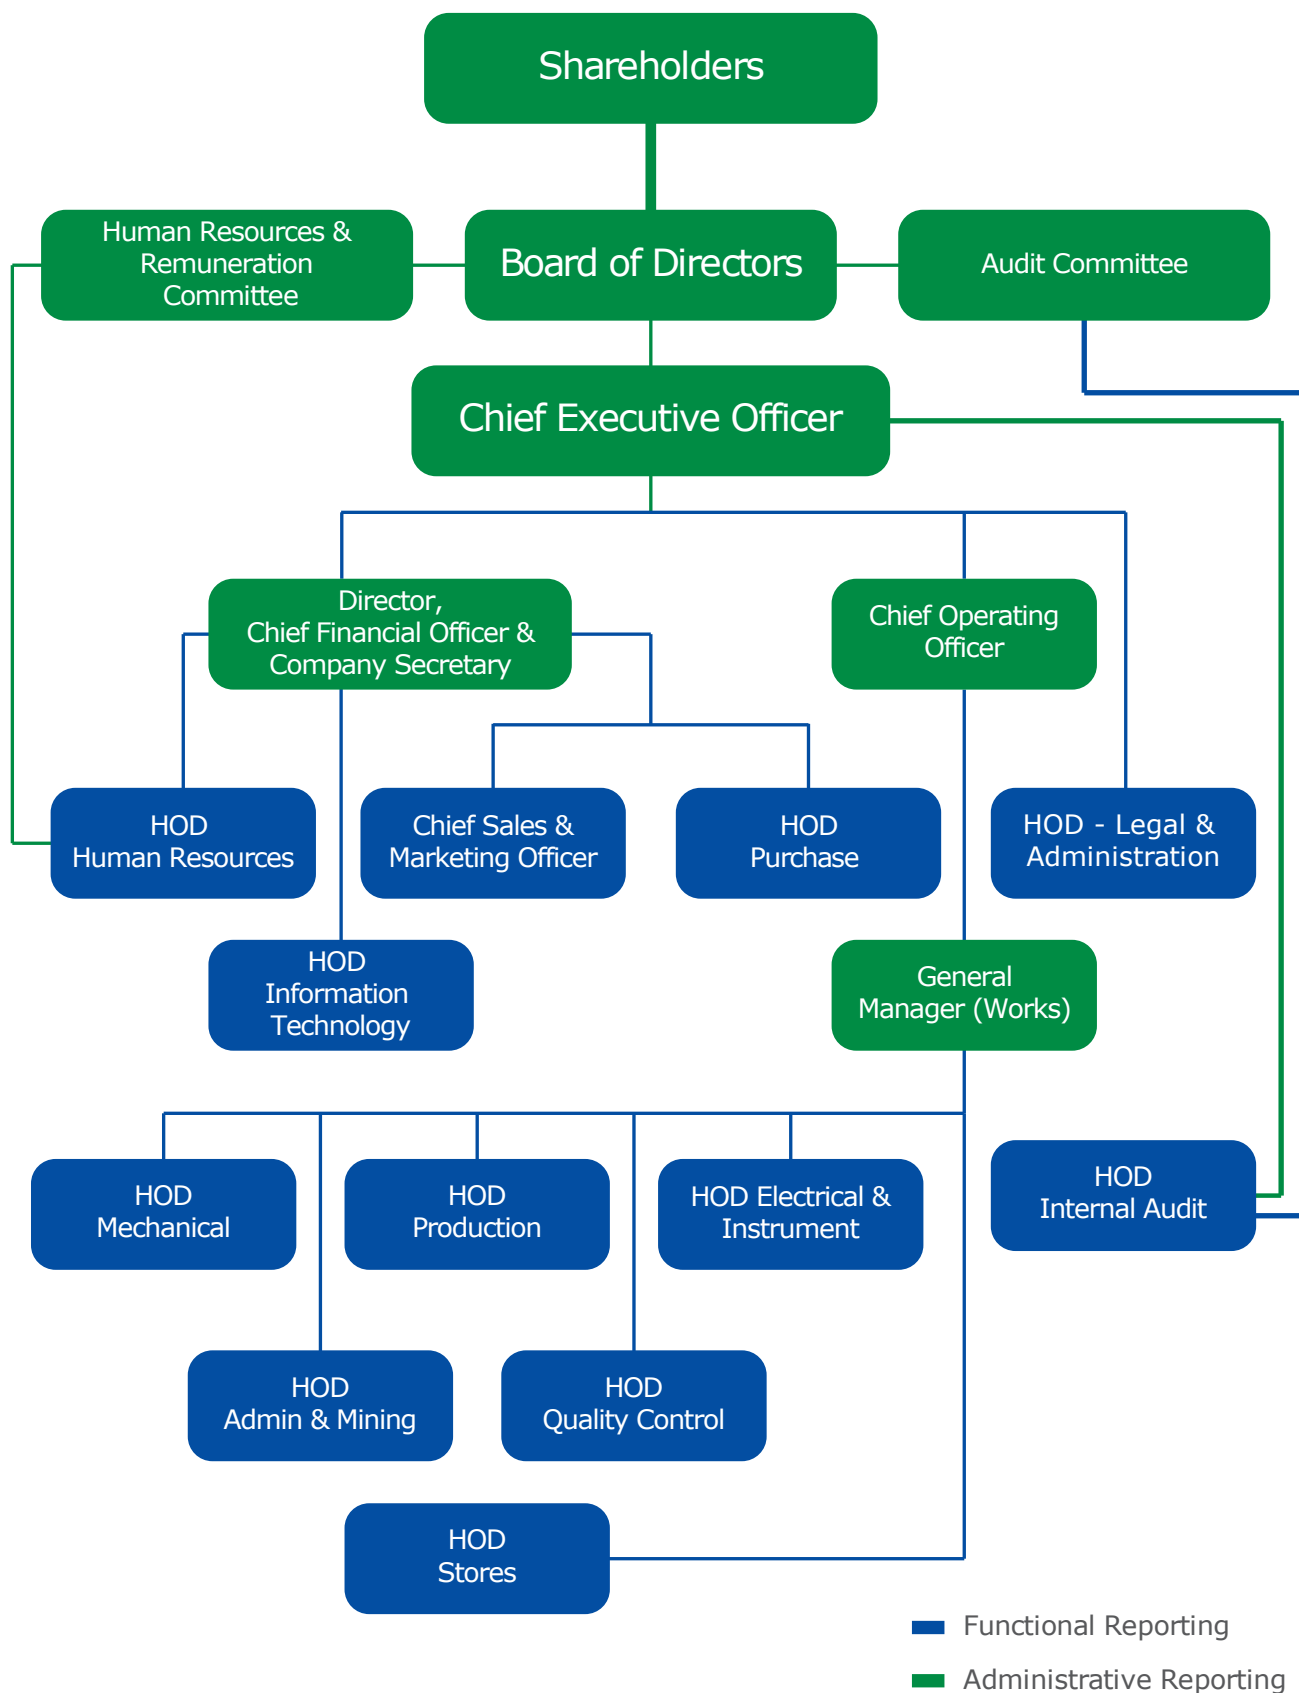 Shareholders
Human Resources &
Remuneration
Committee
Board of Directors
Audit Committee
Chief Executive Officer
Director,
Chief Financial Officer &
Company Secretary
Chief Operating
Officer
HOD
Human Resources
Chief Sales &
Marketing Officer
HOD
Purchase
HOD - Legal &
Administration
HOD
Information
Technology
General
Manager (Works)
HOD
Mechanical
HOD
Production
HOD Electrical &
Instrument
HOD
Internal Audit
HOD
Admin & Mining
HOD
Quality Control
HOD
Stores
Functional Reporting
Administrative Reporting